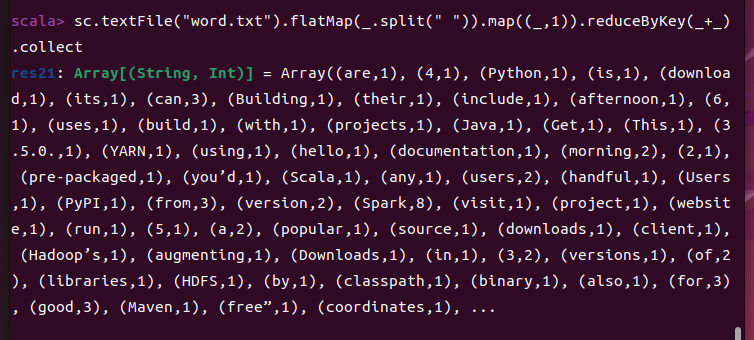 scala> sc.textFile("word.txt").flatMap(_.split(" ")).map((_,1)).reduceByKey(_+_)
.collect
res21: Array[(String, Int)] = Array((are,1), (4,1), (Python,1), (is,1), (downloa
d,1), (its,1), (can,3), (Building,1), (their,1), (include,1), (afternoon,1), (6,
1), (uses,1), (build,1), (with,1), (projects,1), (Java,1), (Get,1), (This,1), (3
.5.0.,1), (YARN,1), (using,1), (hello,1), (documentation,1), (morning,2), (2,1),
 (pre-packaged,1), (you’d,1), (Scala,1), (any,1), (users,2), (handful,1), (Users
,1), (PyPI,1), (from,3), (version,2), (Spark,8), (visit,1), (project,1), (websit
e,1), (run,1), (5,1), (a,2), (popular,1), (source,1), (downloads,1), (client,1),
 (Hadoop’s,1), (augmenting,1), (Downloads,1), (in,1), (3,2), (versions,1), (of,2
), (libraries,1), (HDFS,1), (by,1), (classpath,1), (binary,1), (also,1), (for,3)
, (good,3), (Maven,1), (free”,1), (coordinates,1), ...